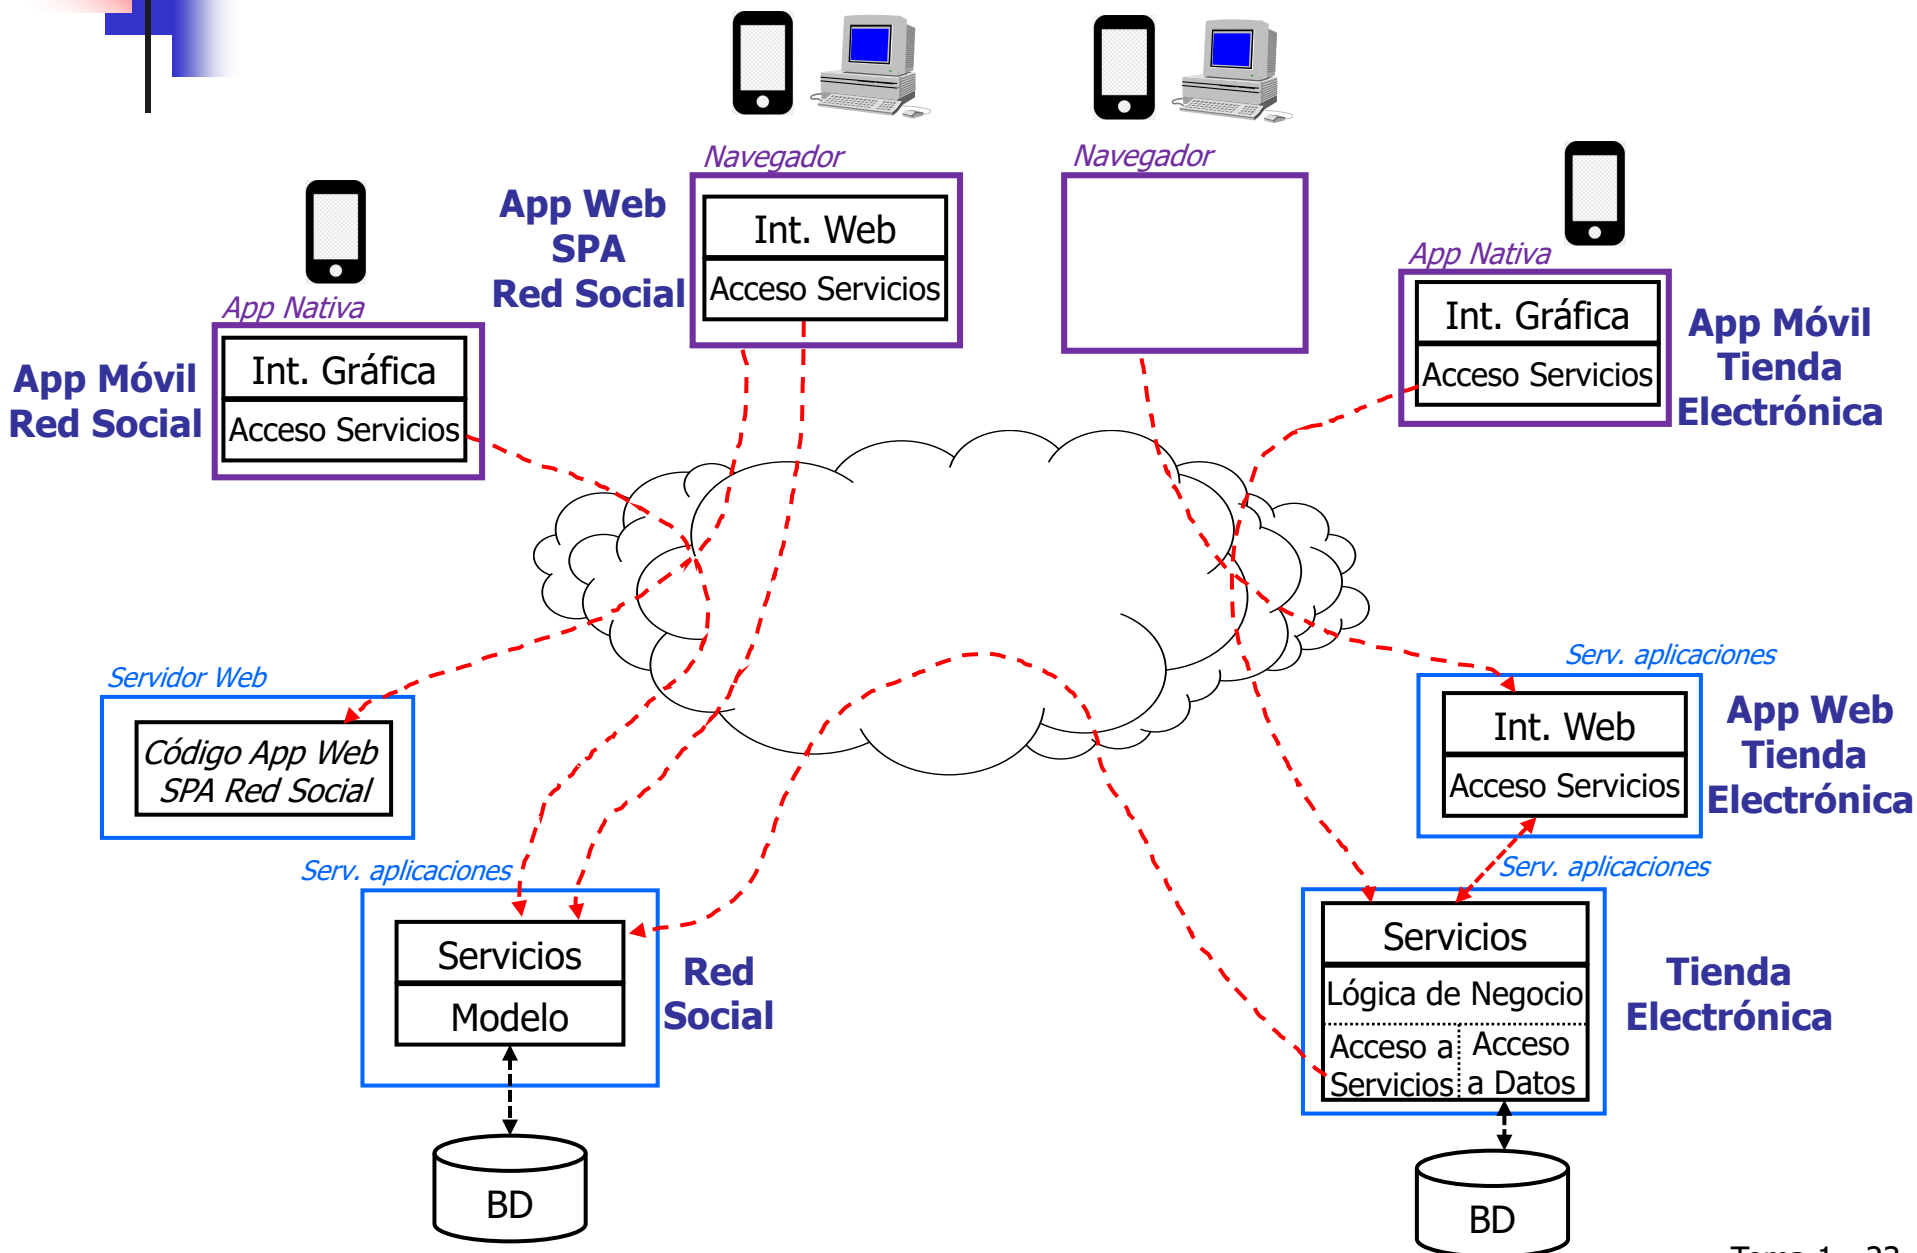 Navegador
Navegador
App Web
SPA
Red Social
Int. Web
Acceso Servicios
App Nativa
Int. Gráfica
Acceso Servicios
App Móvil
Red Social
App Nativa
Int. Gráfica
Acceso Servicios
App Móvil
Tienda
Electrónica
Servidor Web
Código App Web
SPA Red Social
Serv. aplicaciones
Int. Web
Acceso Servicios
App Web
Tienda
Electrónica
Serv. aplicaciones
Servicios
Modelo
Red
Social
BD
Serv. aplicaciones
Servicios
Lógica de Negocio
Acceso a
Servicios
Acceso
a Datos
Tienda
Electrónica
BD